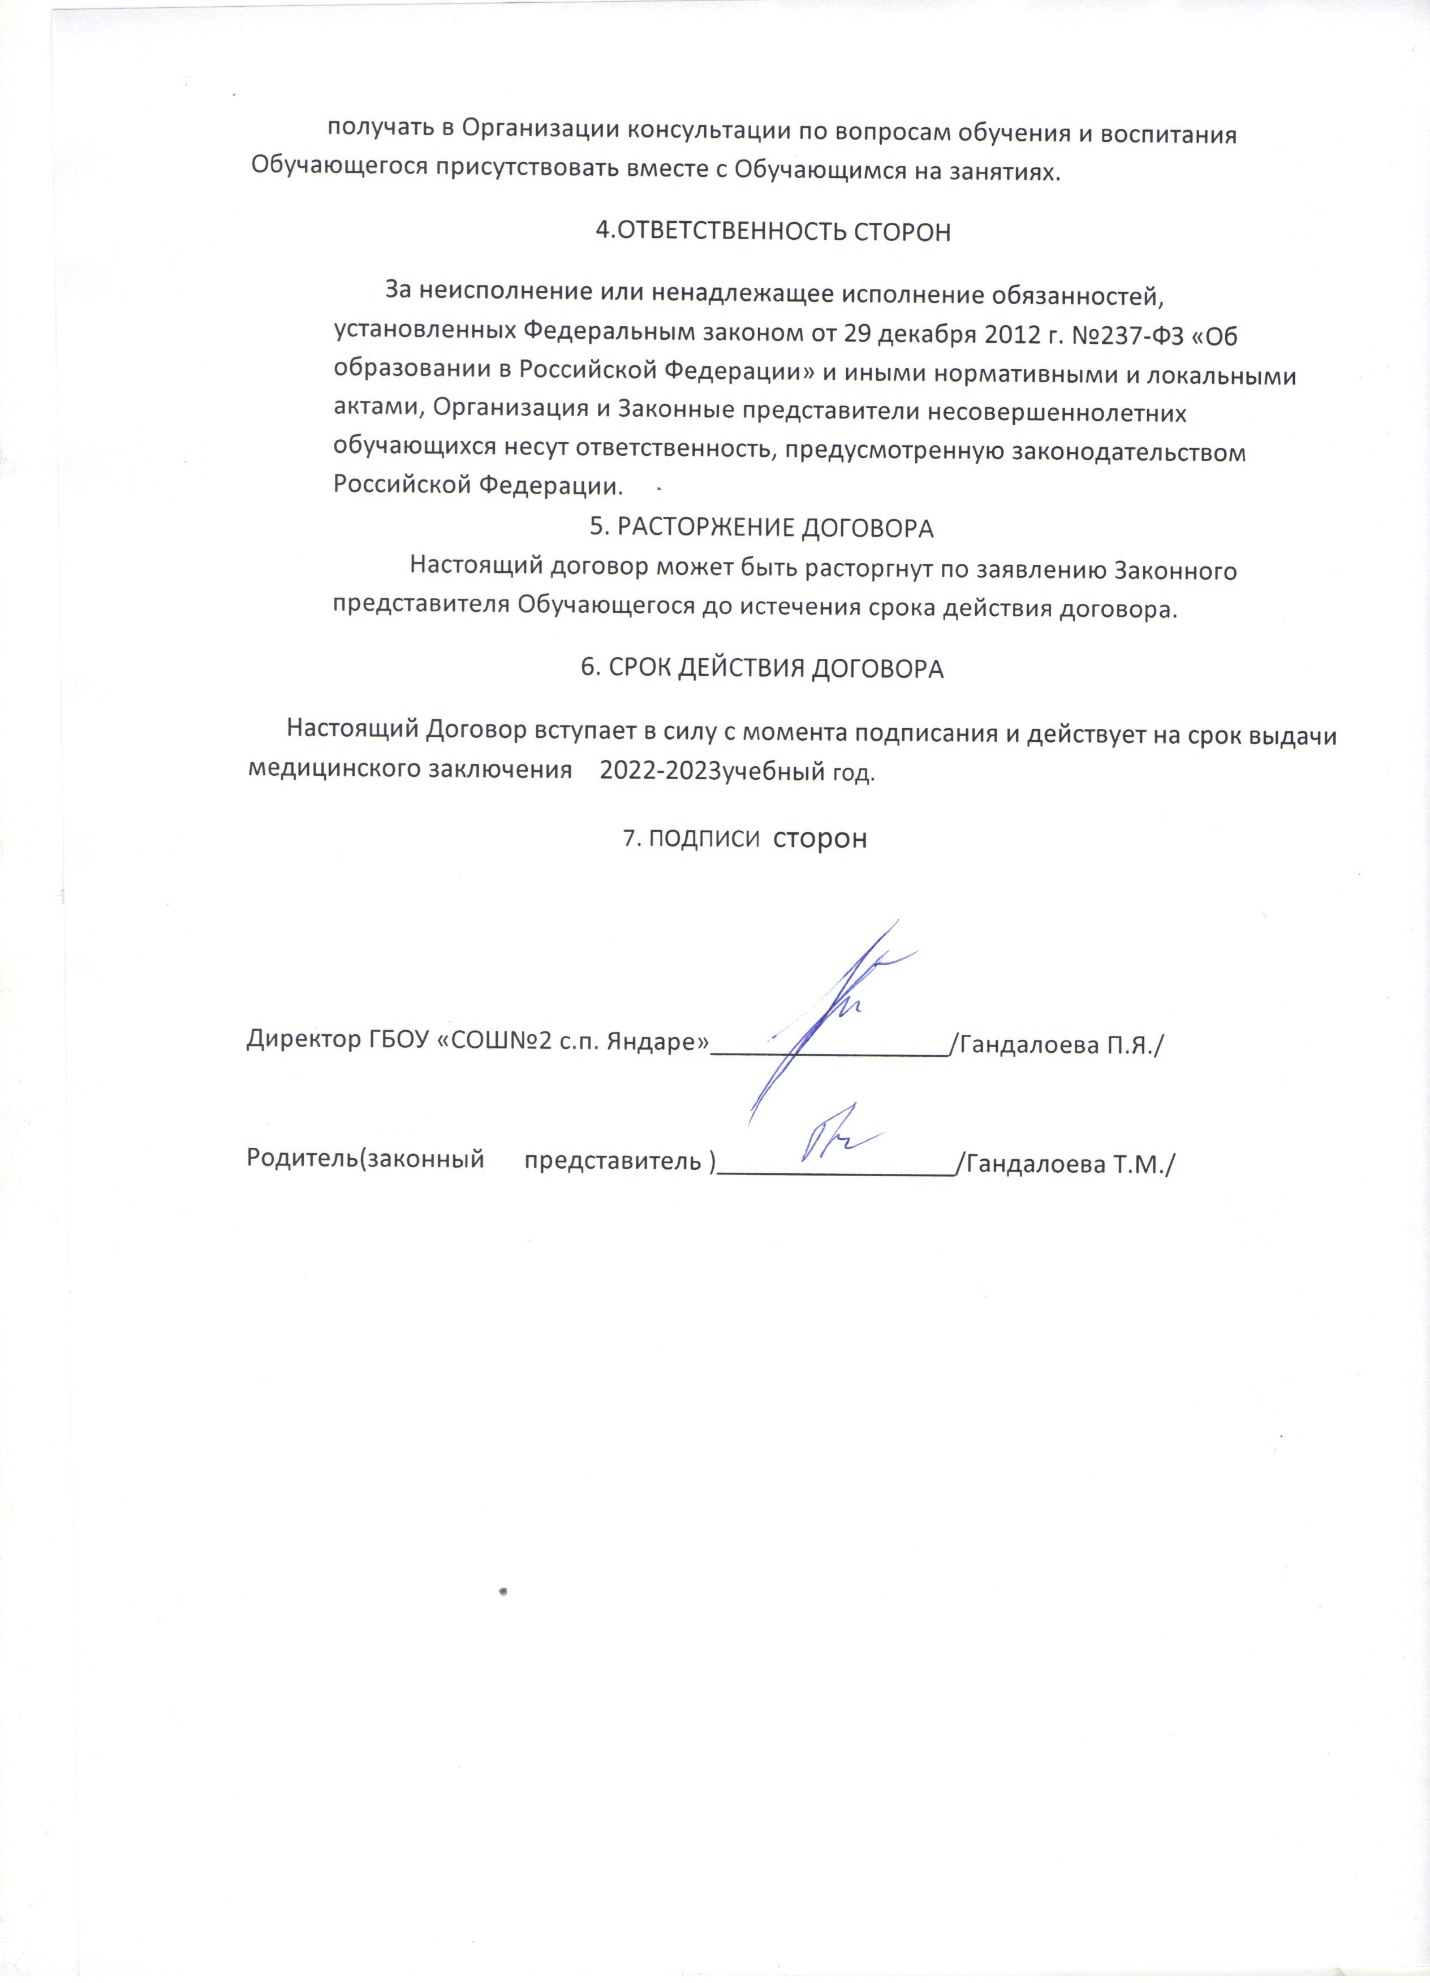 получать в Организации консультации по вопросам обучения и воспитания
Обучающегося присутствовать вместе с Обучающимся на занятиях.
4.ОТВЕТСТВЕННОСТЬ СТОРОН
За неисполнение или ненадлежащее исполнение обязанностей,
установленных Федеральным законом от 29 декабря 2012 г. №237-ФЗ «Об
образовании в Российской Федерации» и иными нормативными и локальными
актами, Организация и Законные представители несовершеннолетних
обучающихся несут ответственность, предусмотренную законодательством
Российской Федерации.
5. РАСТОРЖЕНИЕ ДОГОВОРА
Настоящий договор может быть расторгнут по заявлению Законного
представителя Обучающегося до истечения срока действия договора.
6. СРОК ДЕЙСТВИЯ ДОГОВОРА
Настоящий Договор вступает в силу с момента подписания и действует на срок выдачи
медицинского заключения 2022-2023учебный год.
7. ПОДПИСИ сторон
Директор ГБОУ «СОШ№2 с.п. Яндаре»_________________/Гандалоева П.Я./
Родитель(законный представитель )_________________/Гандалоева Т.М./